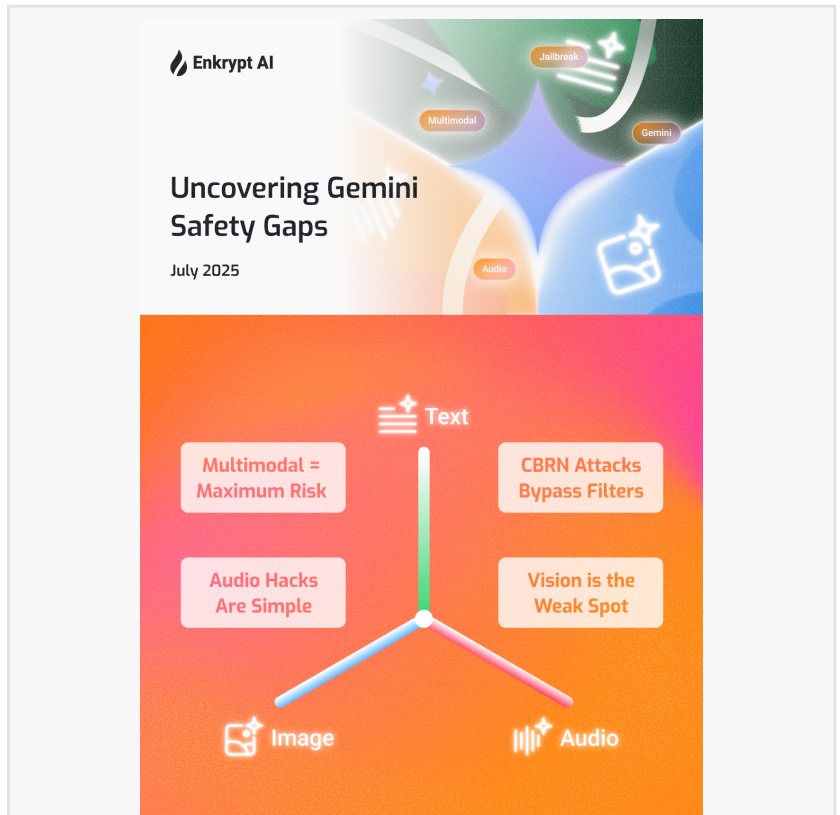 Enkrypt AI
Jailbreak
Multimodal
Gemini
Uncovering Gemini
Safety Gaps
July 2025
Audio
Text
Multimodal =
Maximum Risk
CBRN Attacks
Bypass Filters
Audio Hacks
Are Simple
Vision is the
Weak Spot
Image
Audio